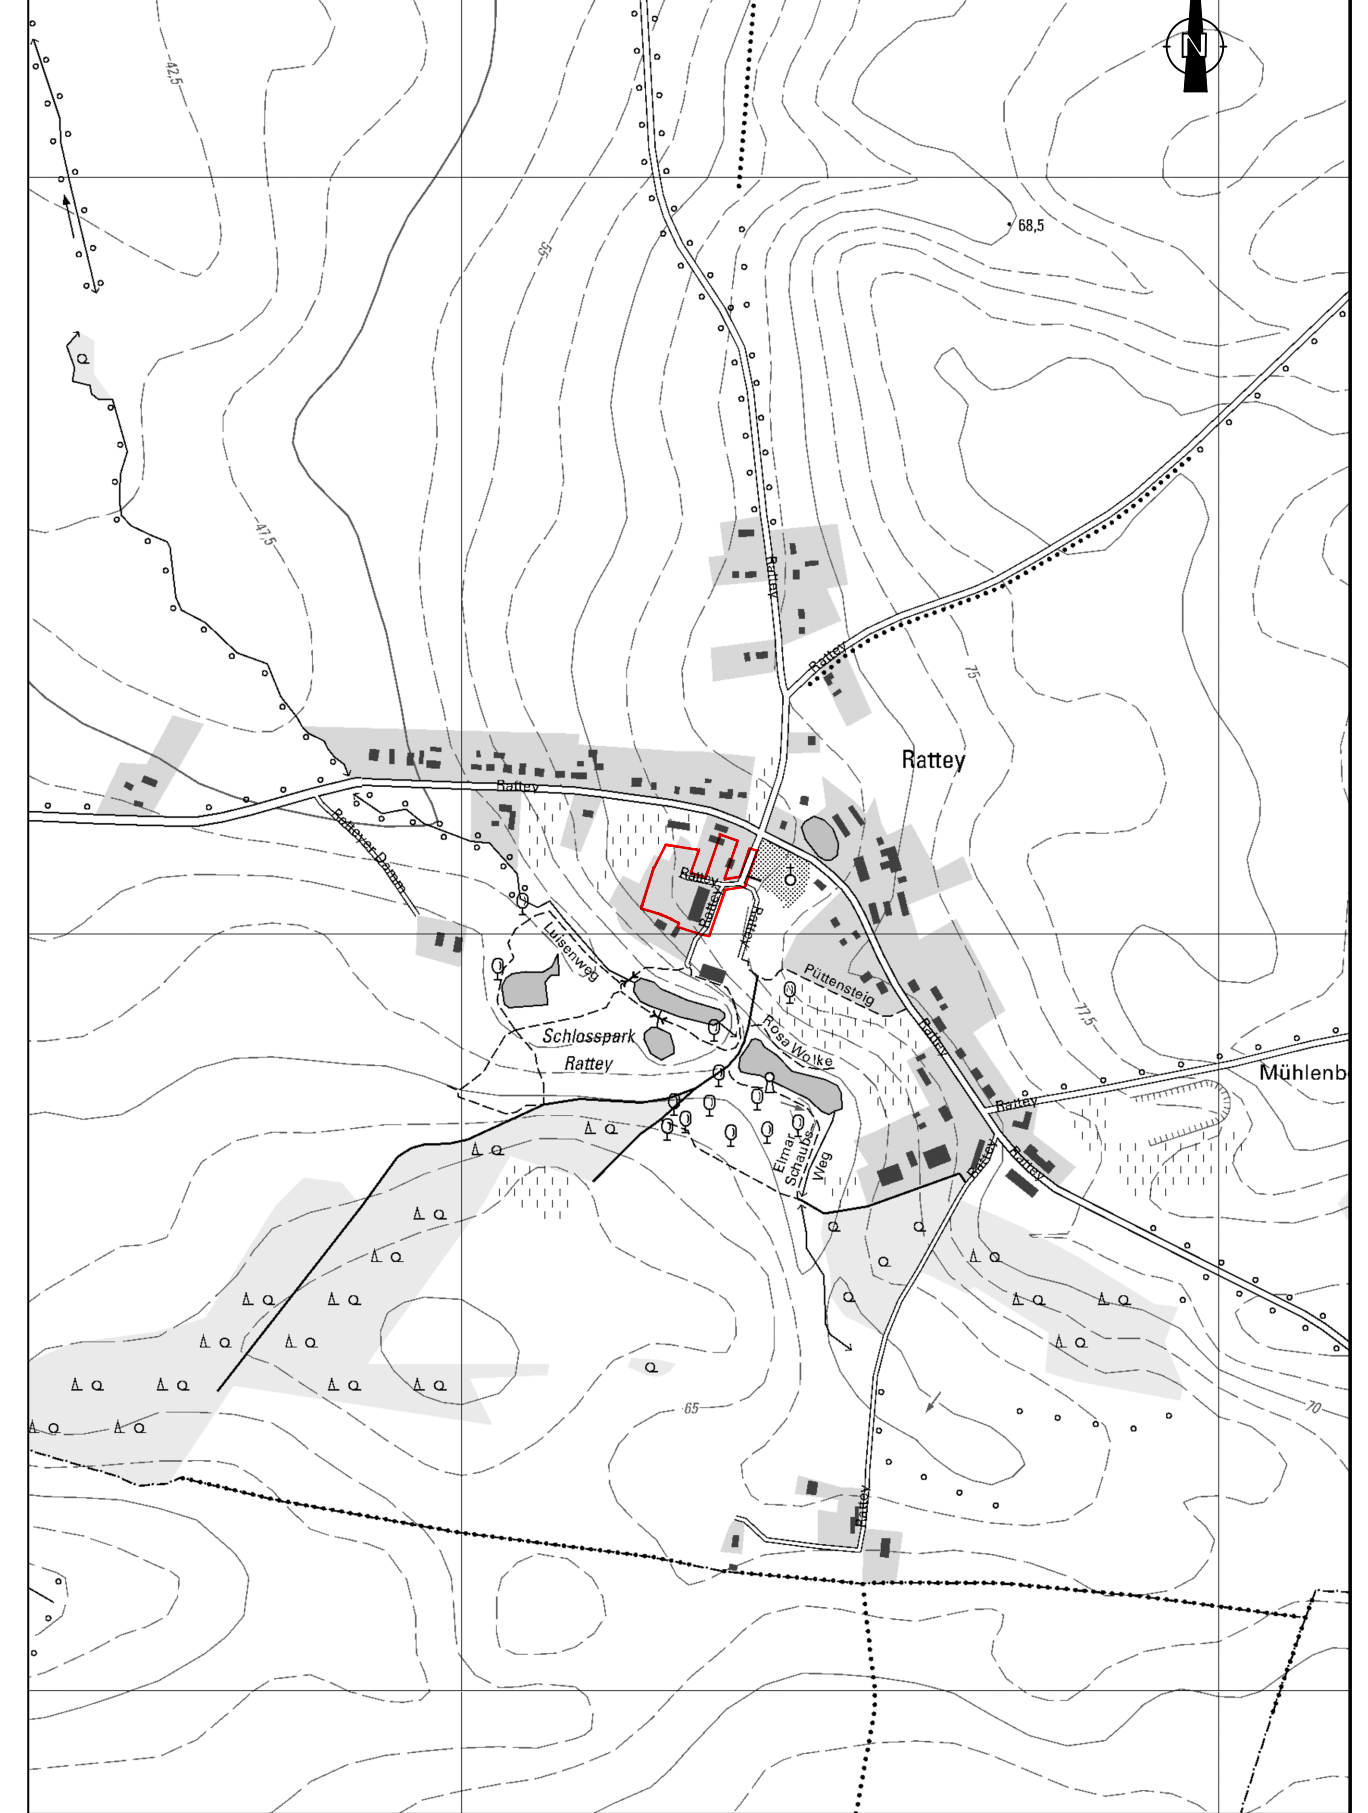 N
42,5
68,5
55
47,5
Rattey
Rattey
75
Rattey
Rattey
Ratteyer Damm
Rattey
Rattey
Rattey
Luisenweg
Püttensteig
77,5
Schlosspark
Rattey
Rosa Wolke
Rattey
Mühlenb
Rattey
Elmar
Schaubs
Weg
Rattey
Rattey
65
70
Rattey